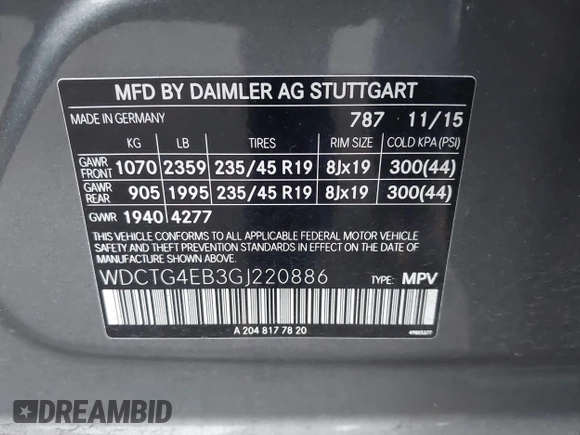 MFD BY DAIMLER AG STUTTGART
MADE IN GERMANY 787 11/15
KG LB TIRES RIM SIZE COLD KPA (PSI)
GAWR FRONT 1070 2359 235/45 R19 8Jx19 300(44)
GAWR REAR 905 1995 235/45 R19 8Jx19 300(44)
GVWR 1940 4277
THIS VEHICLE CONFORMS TO ALL APPLICABLE FEDERAL MOTOR VEHICLE
SAFETY AND THEFT PREVENTION STANDARDS IN EFFECT ON THE DATE OF
MANUFACTURE SHOWN ABOVE.
WDCTG4EB3GJ220886 TYPE: MPV
A 204 817 78 20
DREAMBID